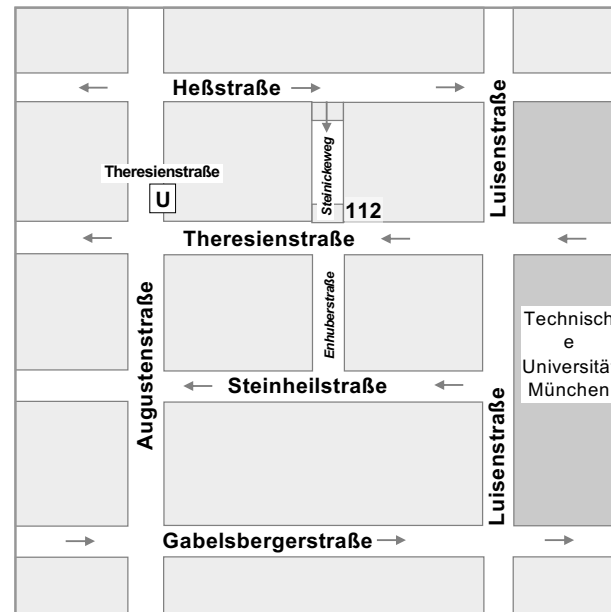 Heßstraße
Luisenstraße
Steinickeweg
Theresienstraße
U
112
Theresienstraße
Augustenstraße
Enhuberstraße
Technisch
e
Universitä
München
Steinheilstraße
Luisenstraße
Gabelsbergerstraße